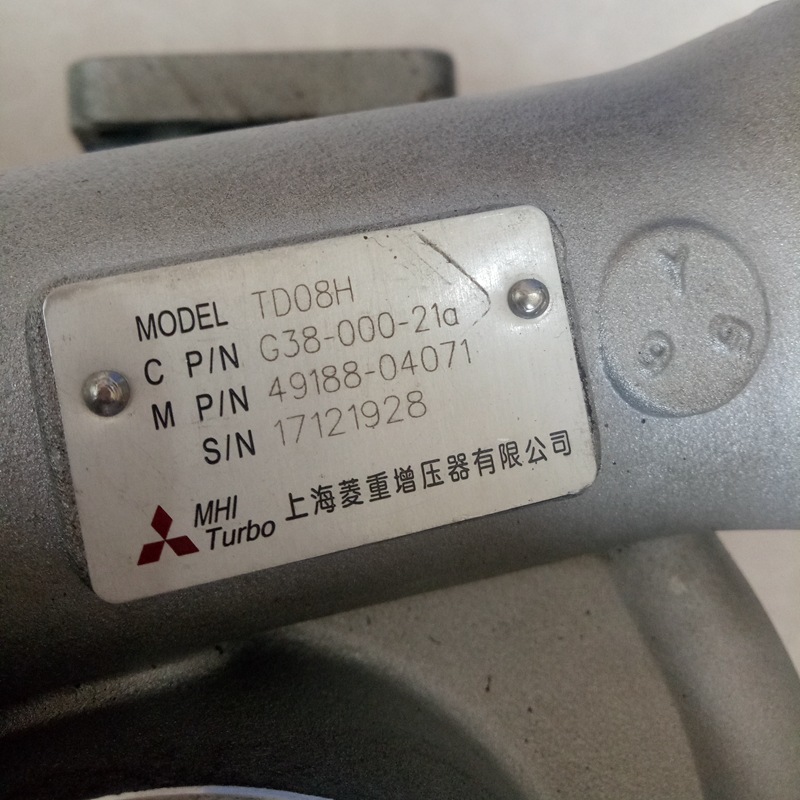 MODEL TD08H
C P/N G38-000-21a
M P/N 49188-04071
S/N 17121928
MHI Turbo 上海菱重增压器有限公司
Y